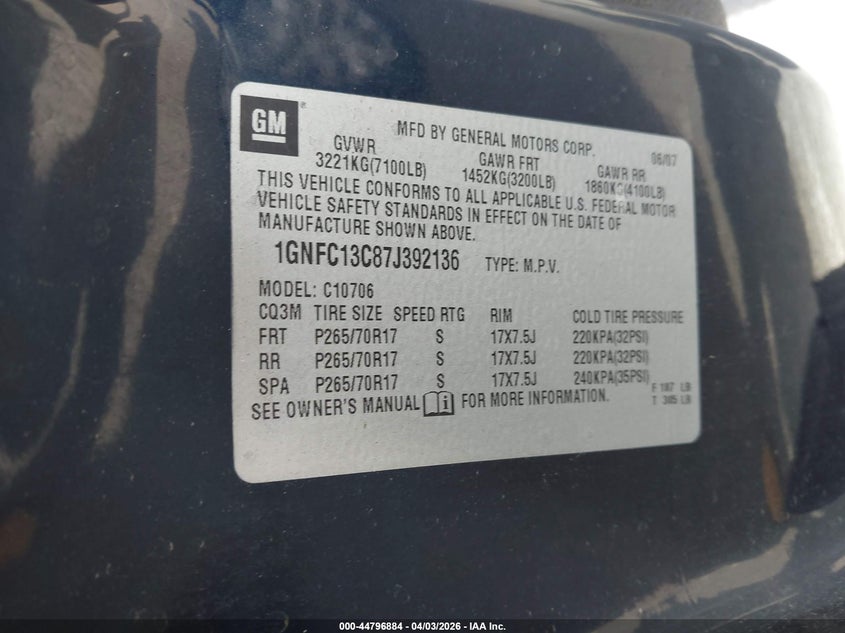 GM ®
MFD BY GENERAL MOTORS CORP. 06/07
GVWR GAWR FRT GAWR RR
3221KG(7100LB) 1452KG(3200LB) 1860KG(4100LB)
THIS VEHICLE CONFORMS TO ALL APPLICABLE U.S. FEDERAL MOTOR
VEHICLE SAFETY STANDARDS IN EFFECT ON THE DATE OF
MANUFACTURE SHOWN ABOVE.
1GNFC13C87J392136 TYPE: M.P.V.
MODEL: C10706
CQ3M TIRE SIZE SPEED RTG RIM COLD TIRE PRESSURE
FRT P265/70R17 S 17X7.5J 220KPA(32PSI)
RR P265/70R17 S 17X7.5J 220KPA(32PSI)
SPA P265/70R17 S 17X7.5J 240KPA(35PSI)
F 187 LB
T 385 LB
SEE OWNER'S MANUAL i FOR MORE INFORMATION.
000-44796884 | 04/03/2026 | IAA Inc.